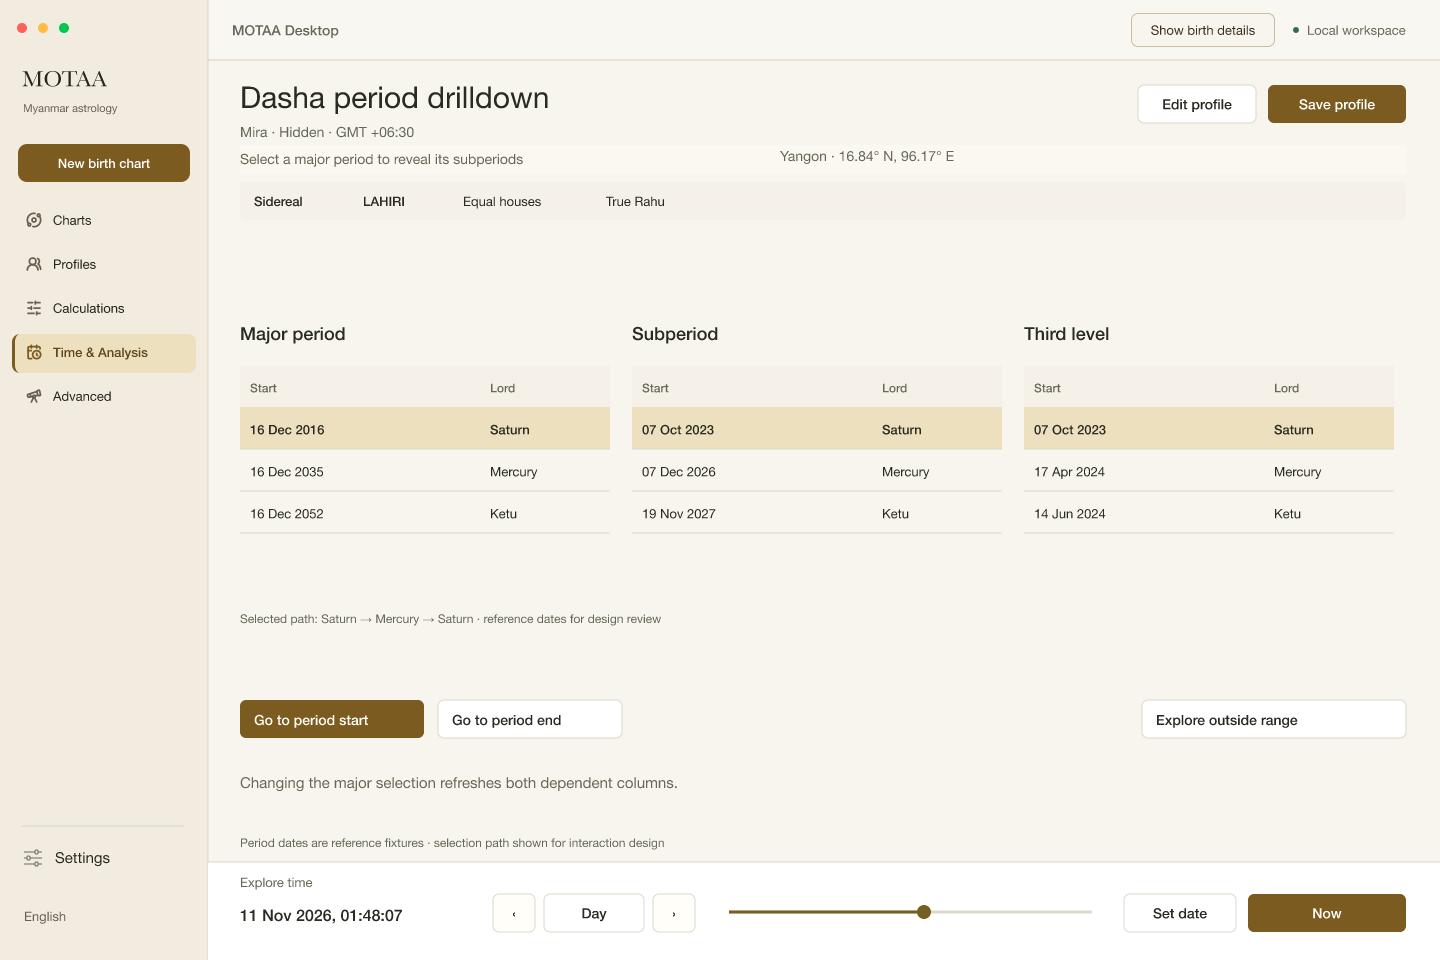 MOTAA
Myanmar astrology
New birth chart
Charts
Profiles
Calculations
Time & Analysis
Advanced
Settings
English
MOTAA Desktop
Show birth details
Local workspace
Dasha period drilldown
Edit profile
Save profile
Mira · Hidden · GMT +06:30
Select a major period to reveal its subperiods
Yangon · 16.84° N, 96.17° E
Sidereal LAHIRI Equal houses True Rahu
Major period
Start Lord
16 Dec 2016 Saturn
16 Dec 2035 Mercury
16 Dec 2052 Ketu
Subperiod
Start Lord
07 Oct 2023 Saturn
07 Dec 2026 Mercury
19 Nov 2027 Ketu
Third level
Start Lord
07 Oct 2023 Saturn
17 Apr 2024 Mercury
14 Jun 2024 Ketu
Selected path: Saturn → Mercury → Saturn · reference dates for design review
Go to period start
Go to period end
Explore outside range
Changing the major selection refreshes both dependent columns.
Period dates are reference fixtures · selection path shown for interaction design
Explore time
11 Nov 2026, 01:48:07
‹ Day ›
Set date
Now